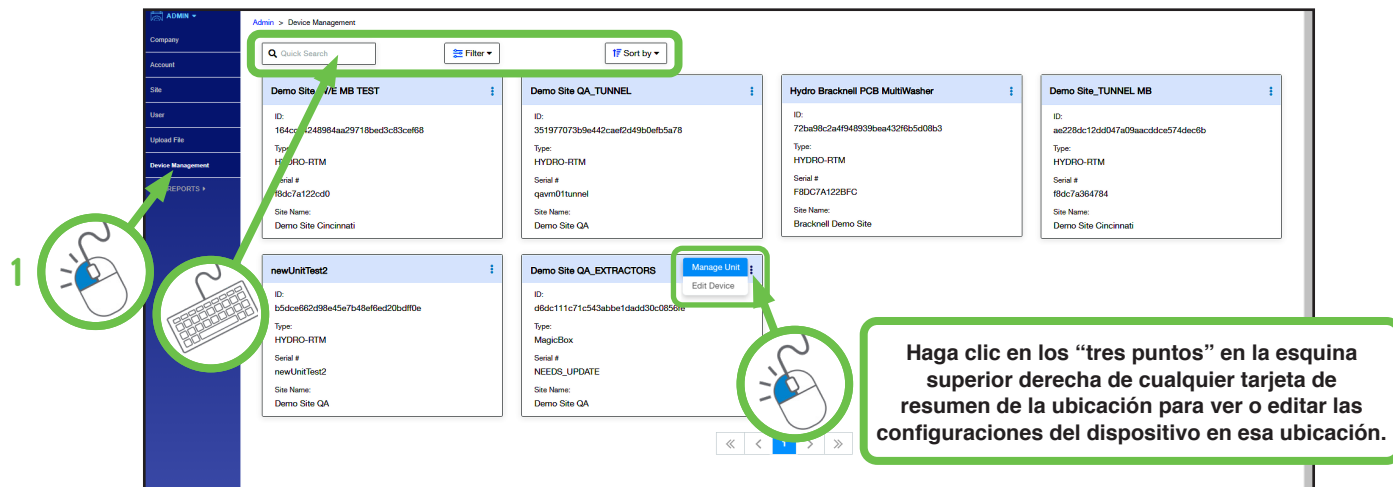 ADMIN
Admin > Device Management
Company
Account
Site
User
Upload File
Device Management
REPORTS
Quick Search
Filter
Sort by
Demo Site
MB TEST
ID:
Type:
HYDRO-RTM
Serial #
f8dc7a122cd0
Site Name:
Demo Site Cincinnati
Demo Site QA_TUNNEL
ID:
351977073b9e442caef2d49b0efb5a78
Type:
HYDRO-RTM
Serial #
qavm01tunnel
Site Name:
Demo Site QA
Hydro Bracknell PCB MultiWasher
ID:
72ba98c2a4f948939bea432f6b5d08b3
Type:
HYDRO-RTM
Serial #
F8DC7A122BFC
Site Name:
Bracknell Demo Site
Demo Site_TUNNEL MB
ID:
ae228dc12dd047a09aacddce574dec6b
Type:
HYDRO-RTM
Serial #
f8dc7a364784
Site Name:
Demo Site Cincinnati
1
newUnitTest2
ID:
b5dce662d98e45e7b48ef6ed20bdff0e
Type:
HYDRO-RTM
Serial #
newUnitTest2
Site Name:
Demo Site QA
Demo Site QA_EXTRACTORS
Manage Unit
Edit Device
ID:
Type:
MagicBox
Serial #
NEEDS_UPDATE
Site Name:
Demo Site QA
Haga clic en los “tres puntos” en la esquina
superior derecha de cualquier tarjeta de
resumen de la ubicación para ver o editar las
configuraciones del dispositivo en esa ubicación.
« < 1 > »